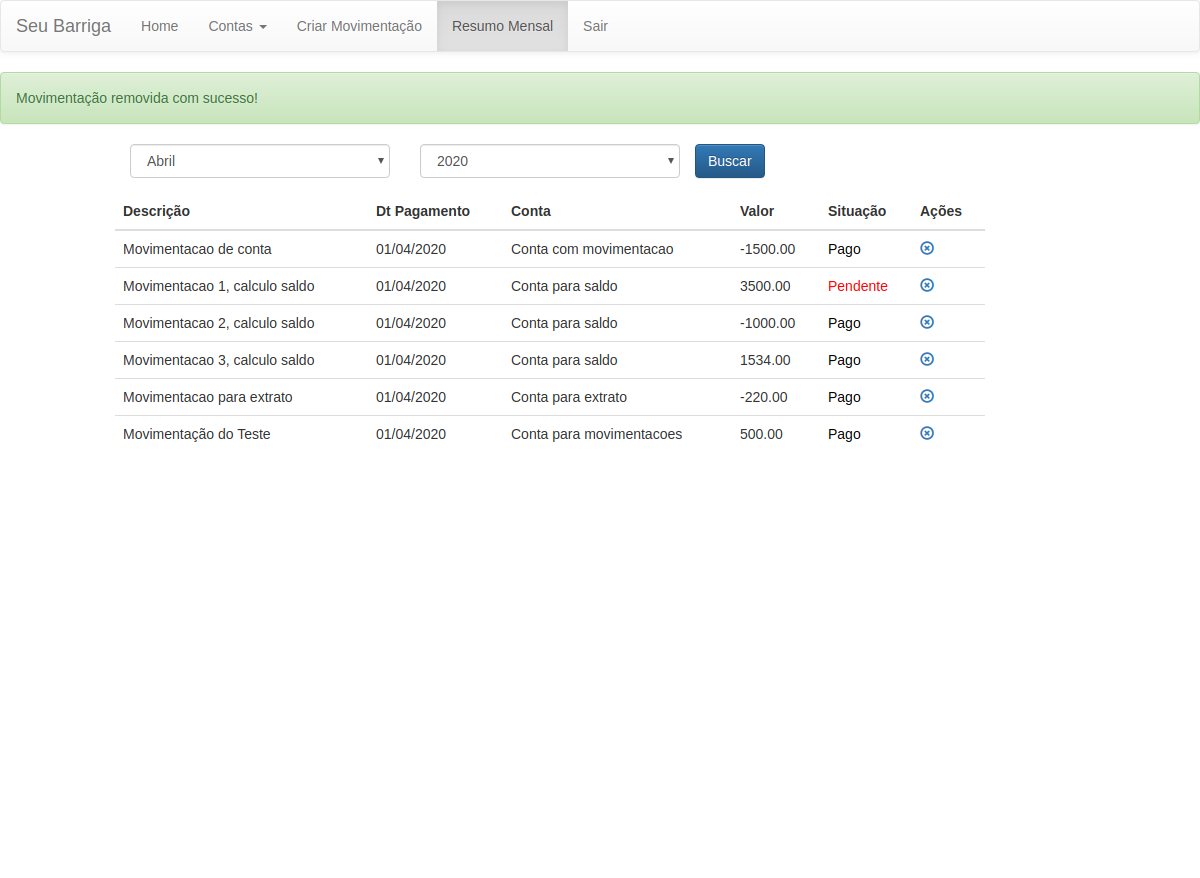 Seu Barriga Home Contas Criar Movimentação Resumo Mensal Sair
Movimentação removida com sucesso!
Abril 2020 Buscar
Descrição Dt Pagamento Conta Valor Situação Ações
Movimentacao de conta 01/04/2020 Conta com movimentacao -1500.00 Pago
Movimentacao 1, calculo saldo 01/04/2020 Conta para saldo 3500.00 Pendente
Movimentacao 2, calculo saldo 01/04/2020 Conta para saldo -1000.00 Pago
Movimentacao 3, calculo saldo 01/04/2020 Conta para saldo 1534.00 Pago
Movimentacao para extrato 01/04/2020 Conta para extrato -220.00 Pago
Movimentação do Teste 01/04/2020 Conta para movimentacoes 500.00 Pago